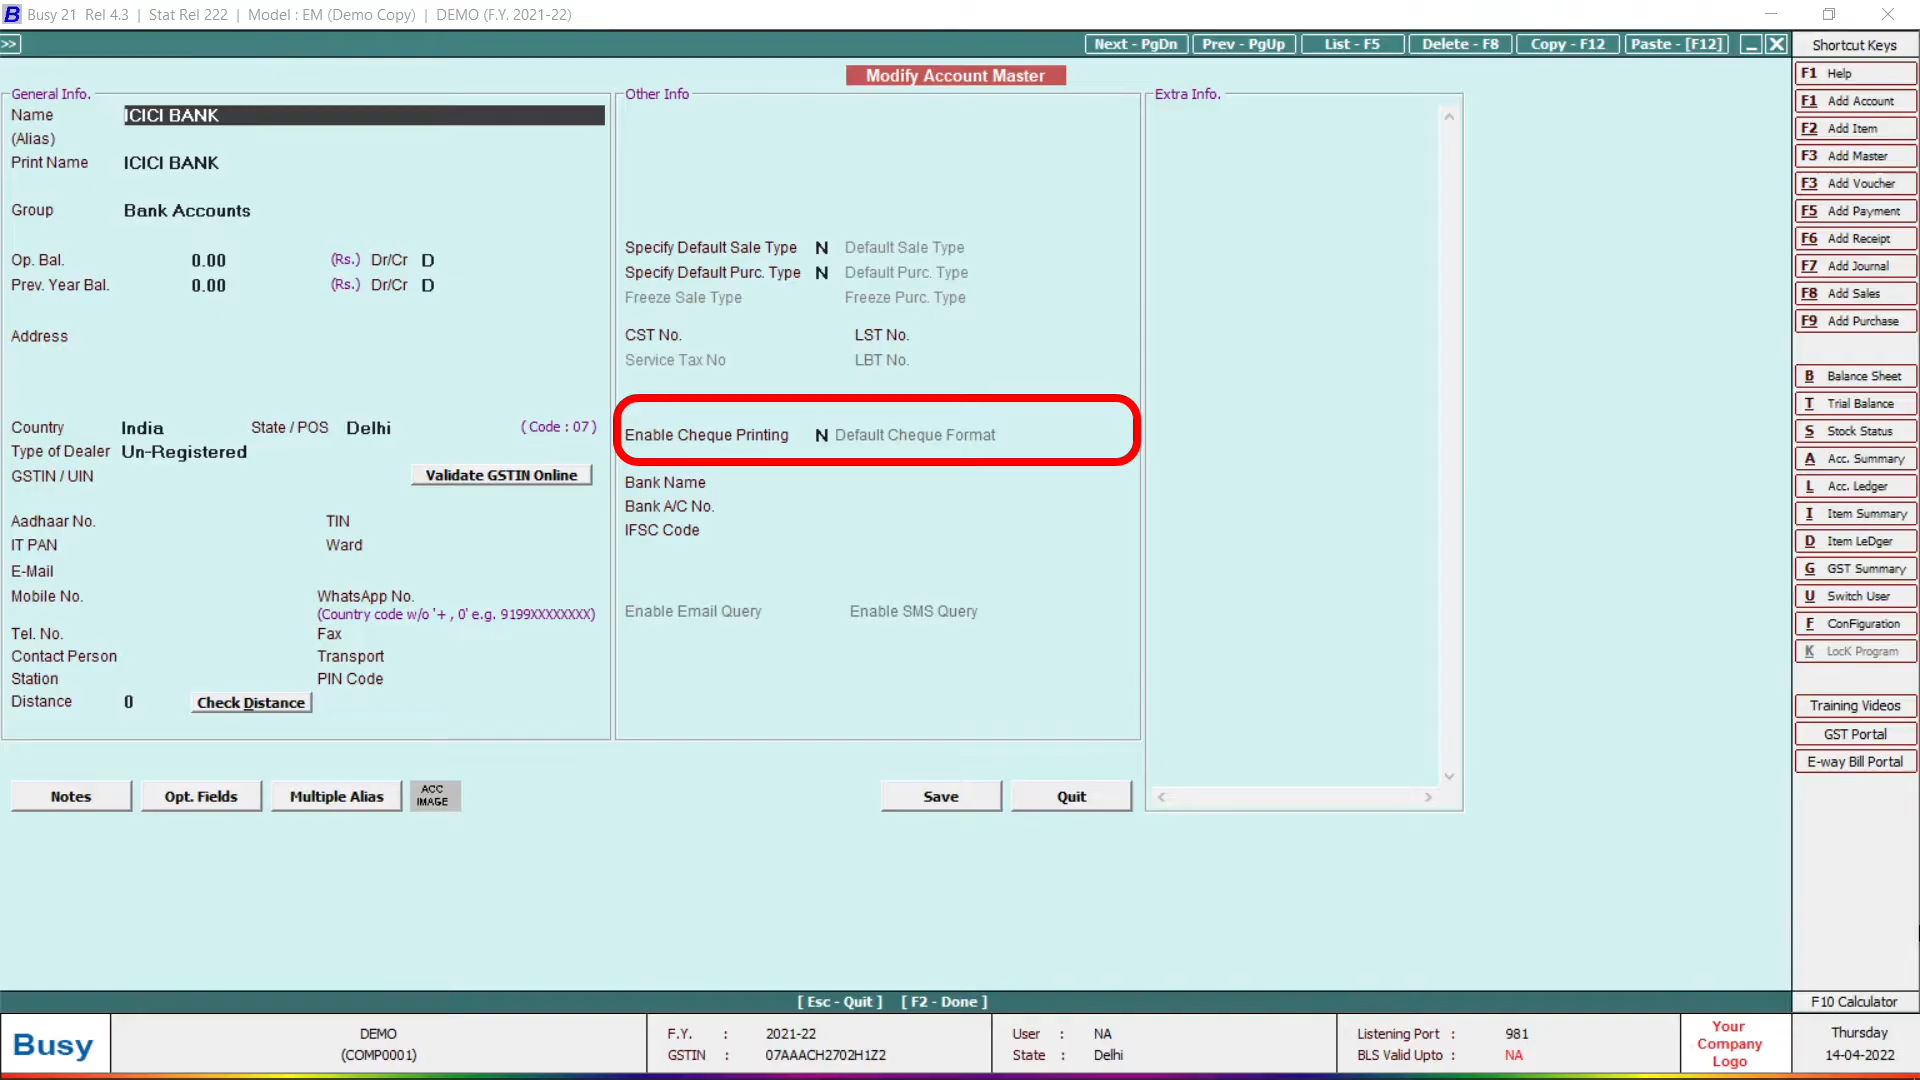 Busy 21 Rel 4.3 | Stat Rel 222 | Model : EM (Demo Copy) | DEMO (F.Y. 2021-22)
>> Next - PgDn Prev - PgUp List - F5 Delete - F8 Copy - F12 Paste - [F12]
Modify Account Master
General Info.
Name ICICI BANK
(Alias)
Print Name ICICI BANK
Group Bank Accounts
Op. Bal. 0.00 (Rs.) Dr/Cr D
Prev. Year Bal. 0.00 (Rs.) Dr/Cr D
Address
Country India State / POS Delhi (Code : 07)
Type of Dealer Un-Registered
GSTIN / UIN Validate GSTIN Online
Aadhaar No. TIN
IT PAN Ward
E-Mail
Mobile No. WhatsApp No.
(Country code w/o '+ , 0' e.g. 9199XXXXXXXX)
Tel. No. Fax
Contact Person Transport
Station PIN Code
Distance 0 Check Distance
Other Info
Specify Default Sale Type N Default Sale Type
Specify Default Purc. Type N Default Purc. Type
Freeze Sale Type Freeze Purc. Type
CST No. LST No.
Service Tax No LBT No.
Enable Cheque Printing N Default Cheque Format
Bank Name
Bank A/C No.
IFSC Code
Enable Email Query Enable SMS Query
Extra Info.
Notes Opt. Fields Multiple Alias ACC IMAGE Save Quit
Shortcut Keys
F1 Help
F1 Add Account
F2 Add Item
F3 Add Master
F3 Add Voucher
F5 Add Payment
F6 Add Receipt
F7 Add Journal
F8 Add Sales
F9 Add Purchase
B Balance Sheet
T Trial Balance
S Stock Status
A Acc. Summary
L Acc. Ledger
I Item Summary
D Item LeDger
G GST Summary
U Switch User
F ConFiguration
K LocK Program
Training Videos
GST Portal
E-way Bill Portal
[ Esc - Quit ] [ F2 - Done ]
F10 Calculator
Busy
DEMO
(COMP0001)
F.Y. : 2021-22
GSTIN : 07AAACH2702H1Z2
User : NA
State : Delhi
Listening Port : 981
BLS Valid Upto : NA
Your
Company
Logo
Thursday
14-04-2022